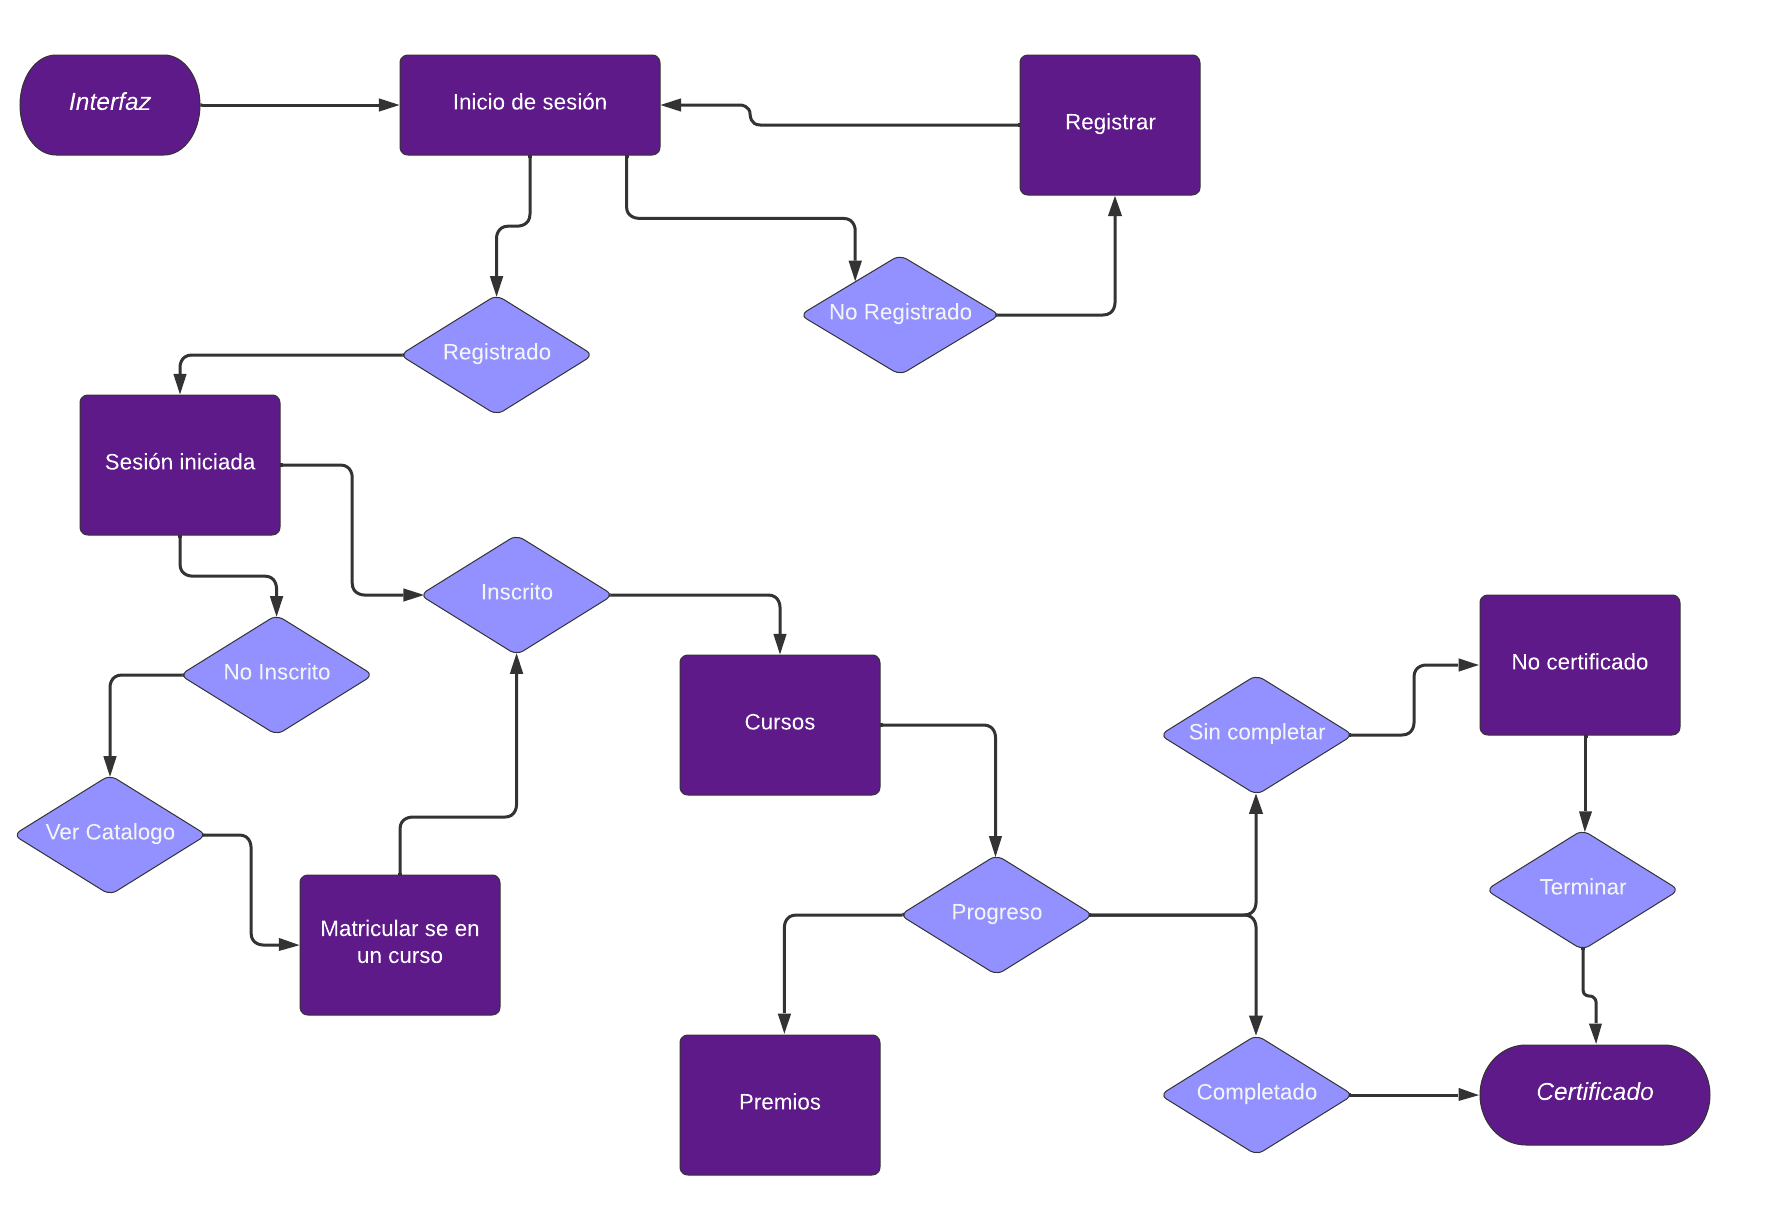 Interfaz
Inicio de sesión
Registrar
No Registrado
Registrado
Sesión iniciada
Inscrito
No Inscrito
Ver Catalogo
Matricular se en
un curso
Cursos
Progreso
Premios
Sin completar
No certificado
Terminar
Completado
Certificado